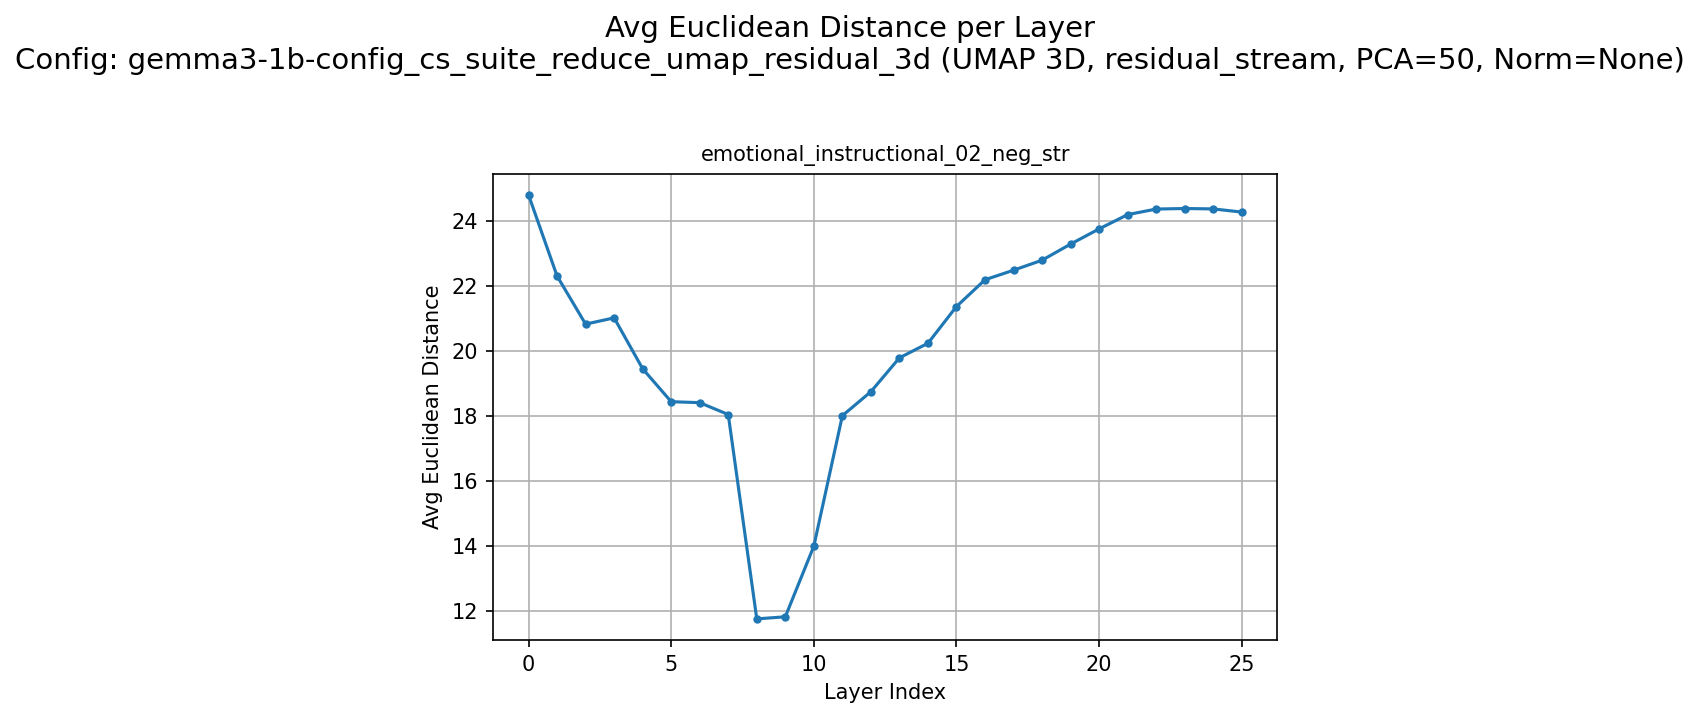 Avg Euclidean Distance per Layer
Config: gemma3-1b-config_cs_suite_reduce_umap_residual_3d (UMAP 3D, residual_stream, PCA=50, Norm=None)
emotional_instructional_02_neg_str
Avg Euclidean Distance
24
22
20
18
16
14
12
0 5 10 15 20 25
Layer Index